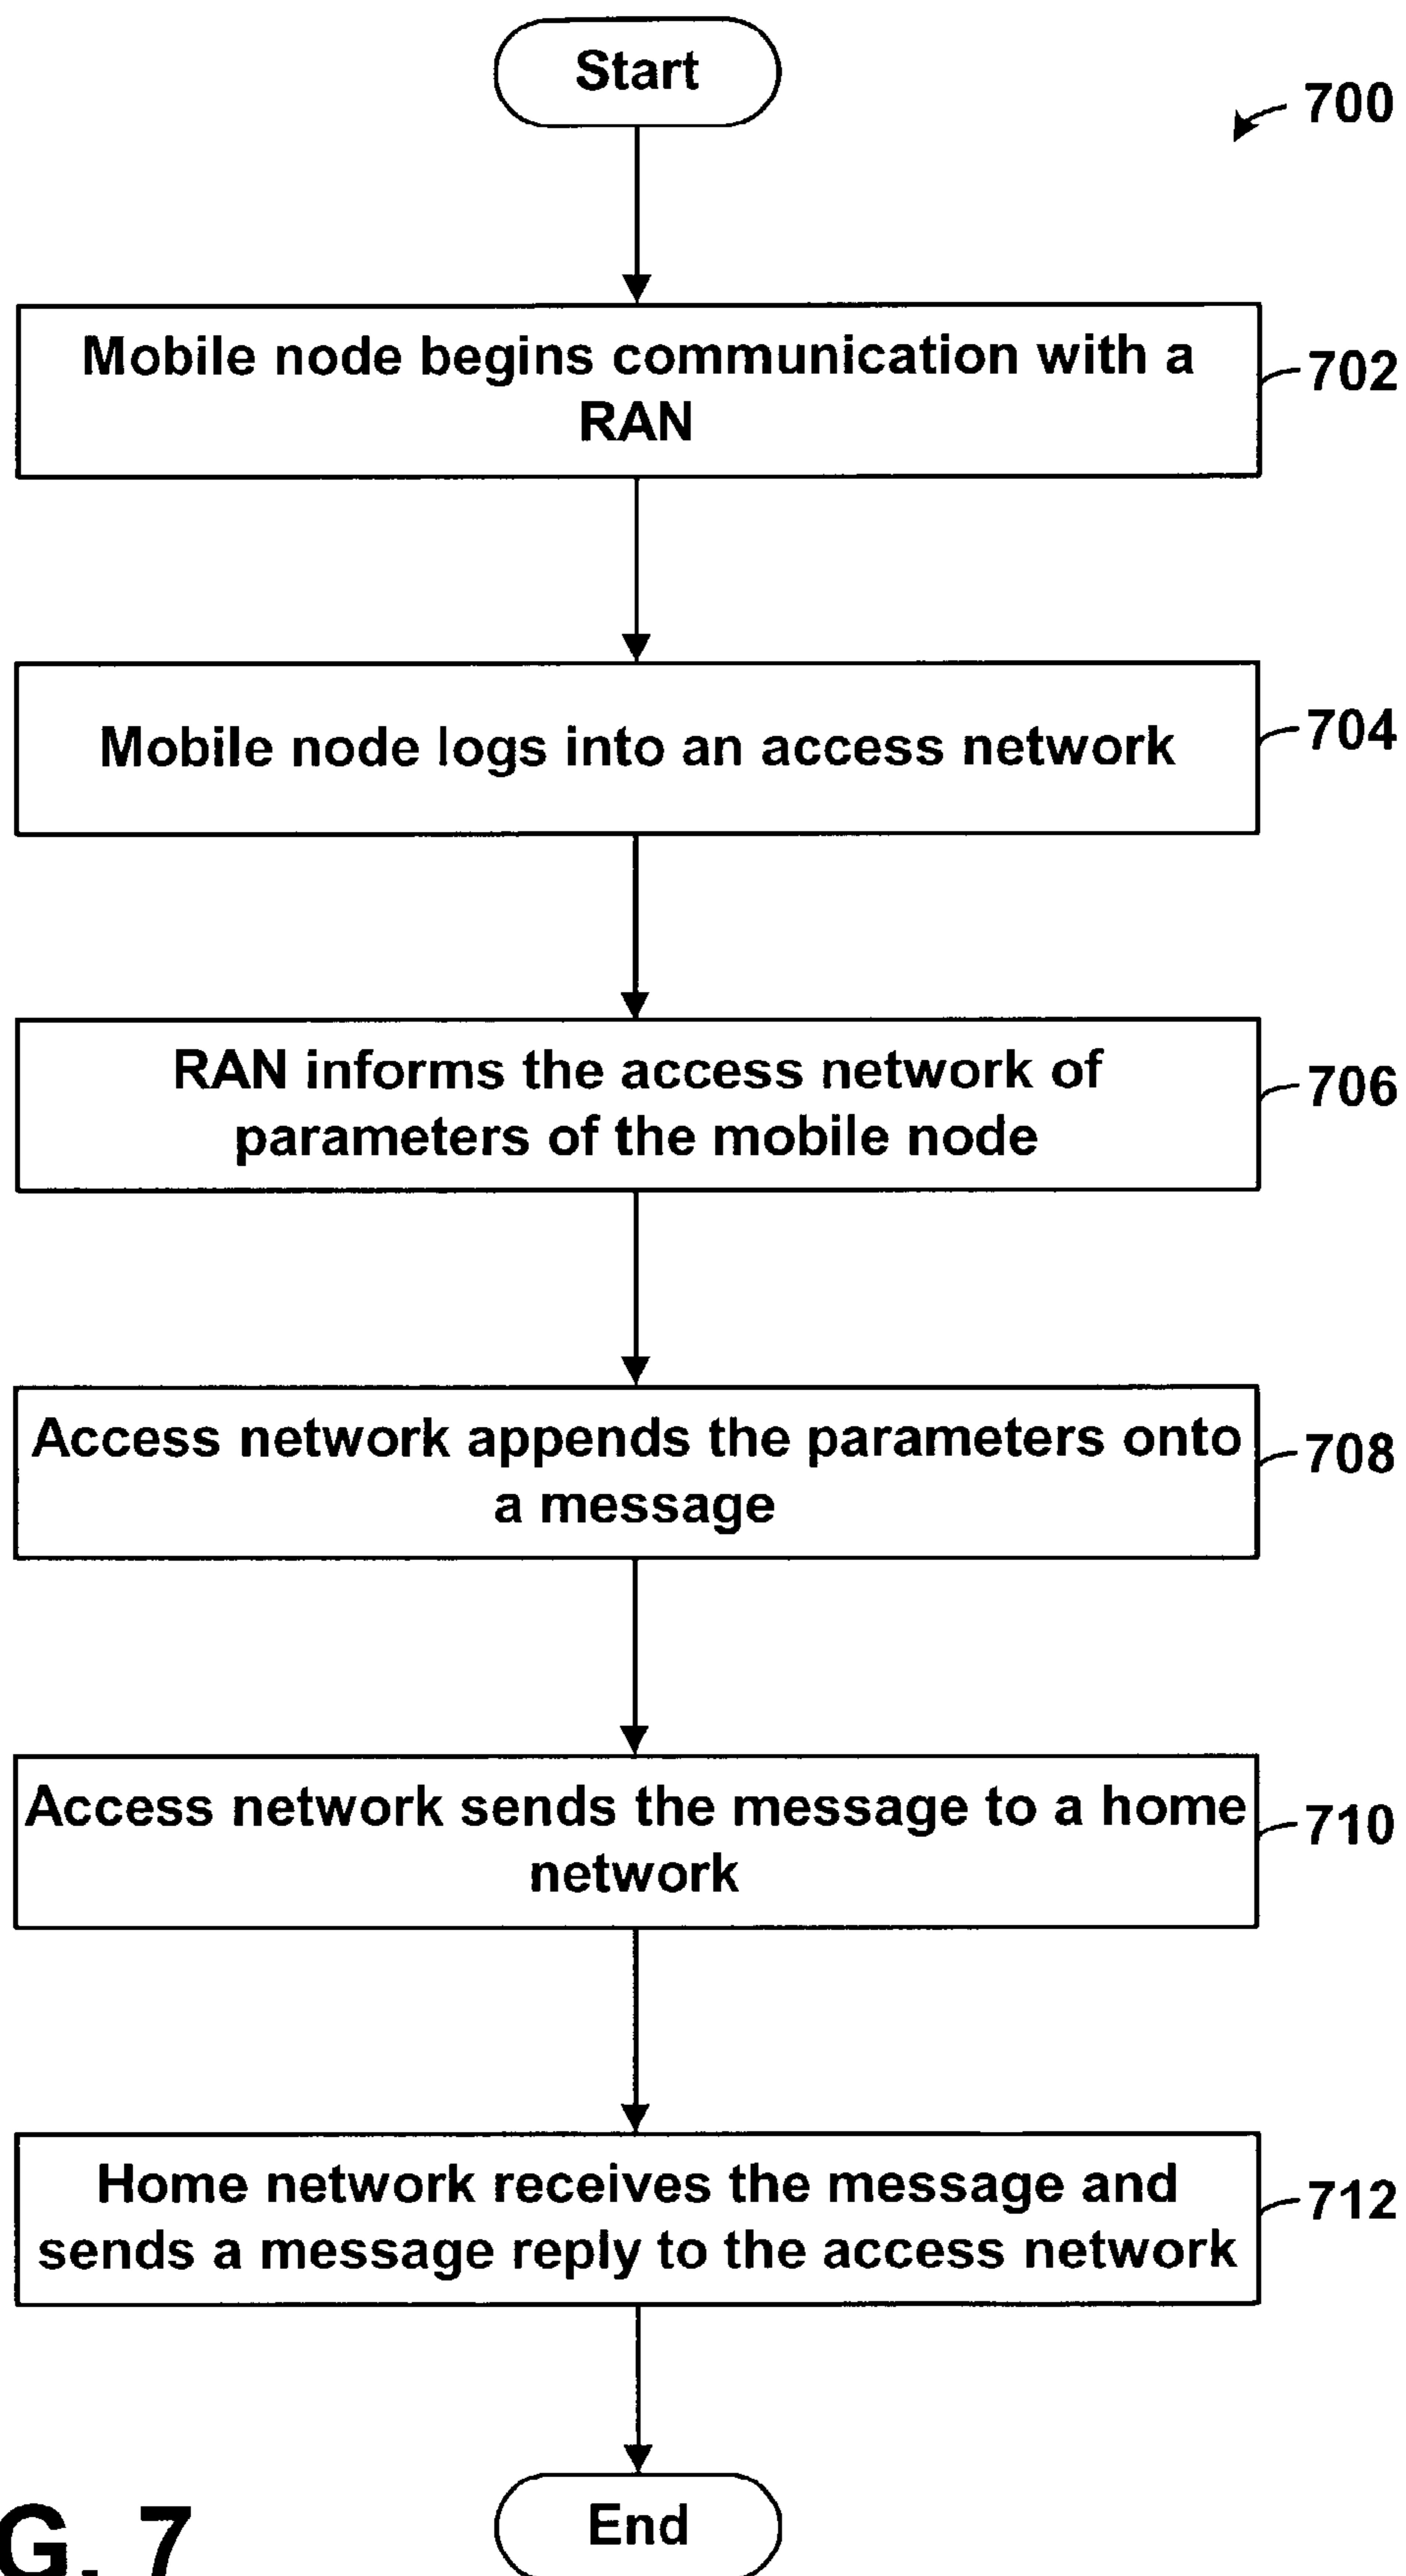 Start
700
Mobile node begins communication with a
RAN
702
Mobile node logs into an access network
704
RAN informs the access network of
parameters of the mobile node
706
Access network appends the parameters onto
a message
708
Access network sends the message to a home
network
710
Home network receives the message and
sends a message reply to the access network
712
End
G. 7